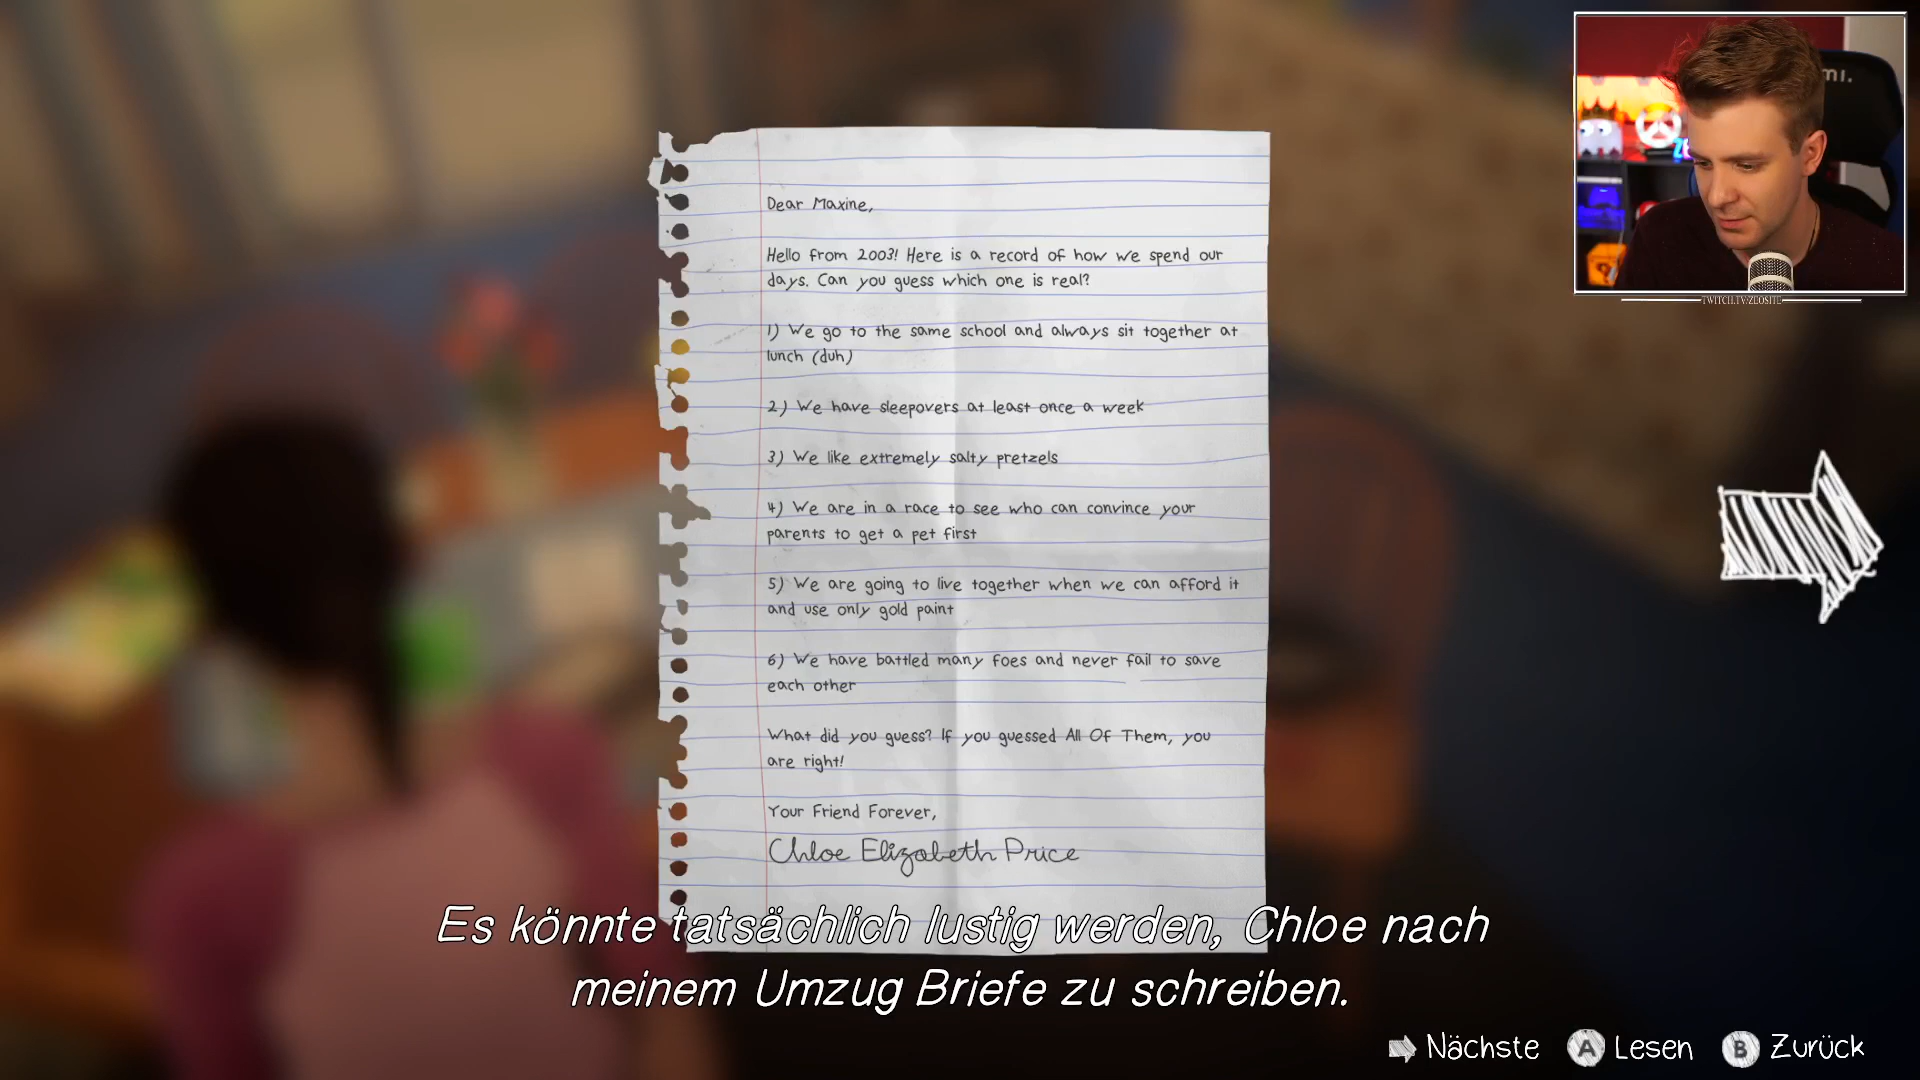 mi.
TWITCH.TV/ZEOSITE
Dear Maxine,
Hello from 2003! Here is a record of how we spend our
days. Can you guess which one is real?
1) We go to the same school and always sit together at
lunch (duh)
2) We have sleepovers at least once a week
3) We like extremely salty pretzels
4) We are in a race to see who can convince your
parents to get a pet first
5) We are going to live together when we can afford it
and use only gold paint
6) We have battled many foes and never fail to save
each other
What did you guess? If you guessed All Of Them, you
are right!
Your Friend Forever,
Chloe Elizabeth Price
Es könnte tatsächlich lustig werden, Chloe nach
meinem Umzug Briefe zu schreiben.
Nächste A Lesen B Zurück